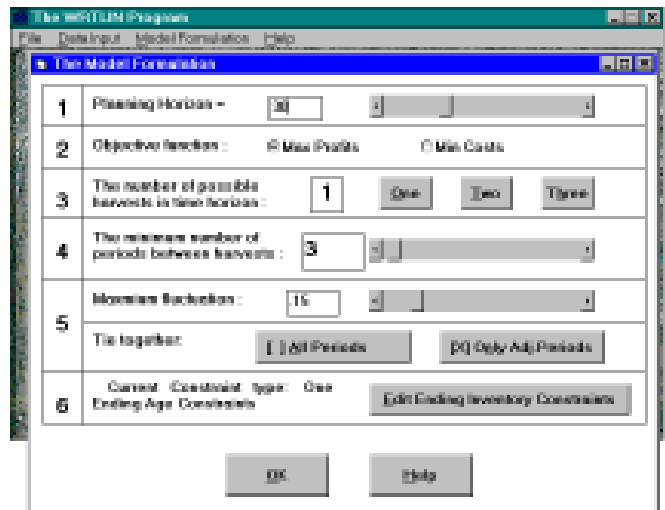 The WRTLIN Program
File Data Input Model Formulation Help
The Model Formulation
1 Planning Horizon =
2 Objective function : Max Profits Min Costs
3 The number of possible
harvests in time horizon : 1 One Two Three
4 The minimum number of
periods between harvests : 3
5 Maximum fluctuation : .15
Tie together: [ ] All Periods [X] Only Adj.Periods
6 Current Constraint type: One
Ending Age Constraints Edit Ending Inventory Constraints
OK Help